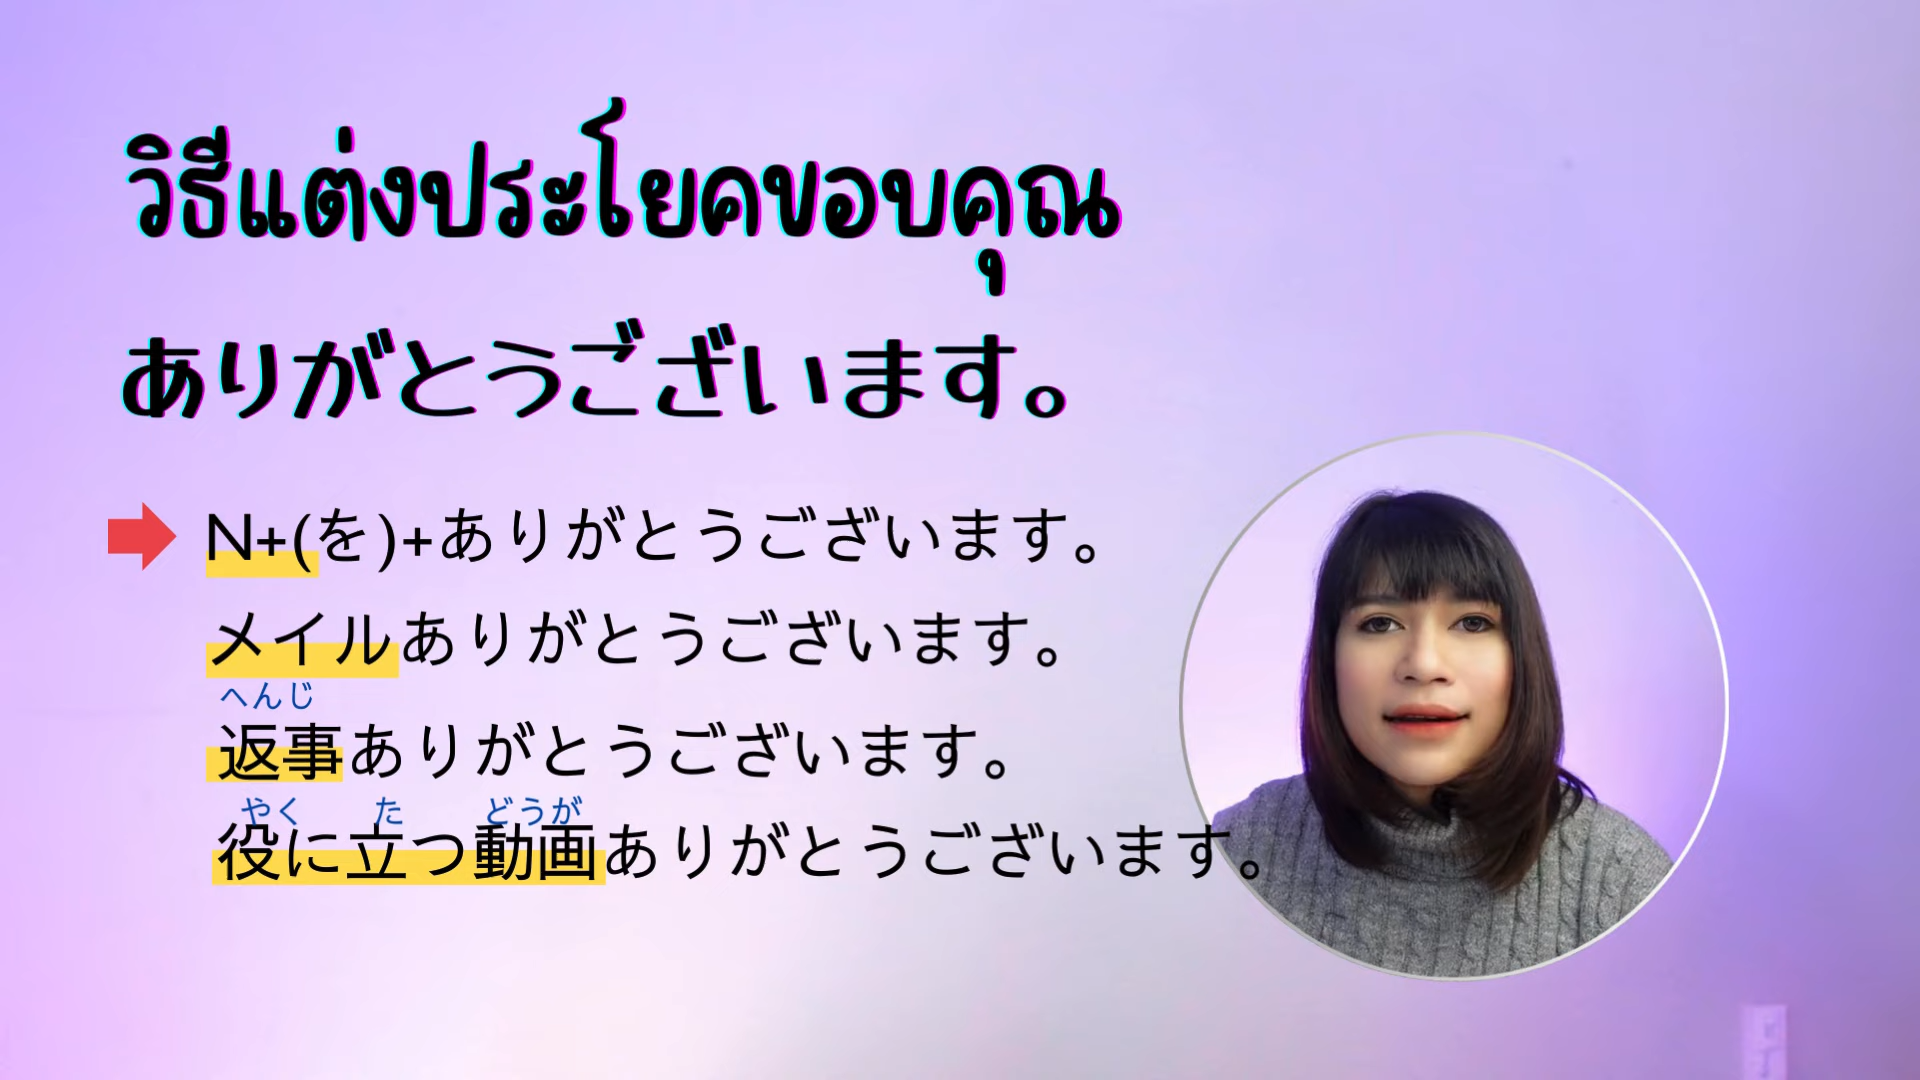 วิธีแต่งประโยคขอบคุณ
ありがとうございます。
N+(を)+ありがとうございます。
メイルありがとうございます。
へんじ
返事ありがとうございます。
やく た どうが
役に立つ動画ありがとうございます。